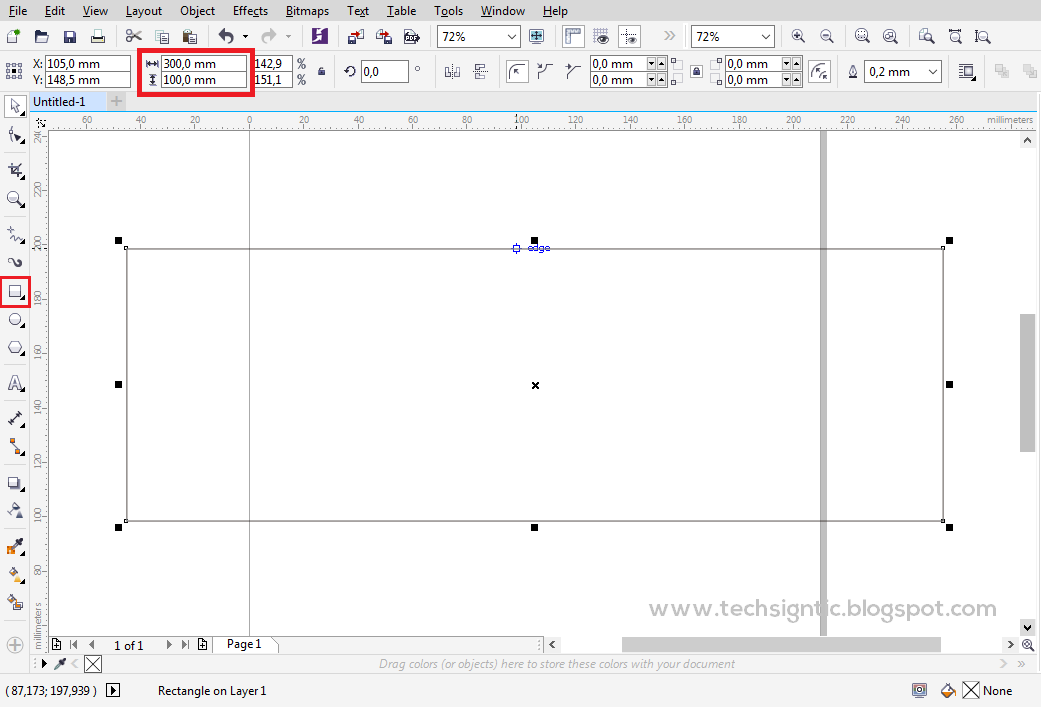 File Edit View Layout Object Effects Bitmaps Text Table Tools Window Help
72% 72%
X: 105,0 mm 300,0 mm 142,9 % 0,0 ° 0,0 mm 0,0 mm 0,2 mm
Y: 148,5 mm 100,0 mm 151,1 % 0,0 mm 0,0 mm
Untitled-1
60 40 20 0 20 40 60 80 100 120 140 160 180 200 220 240 260 millimeters
240
220
200
edge
180
160
140
120
100
80
millimeters
www.techsigntic.blogspot.com
1 of 1 Page 1
Drag colors (or objects) here to store these colors with your document
( 87,173; 197,939 ) Rectangle on Layer 1 None